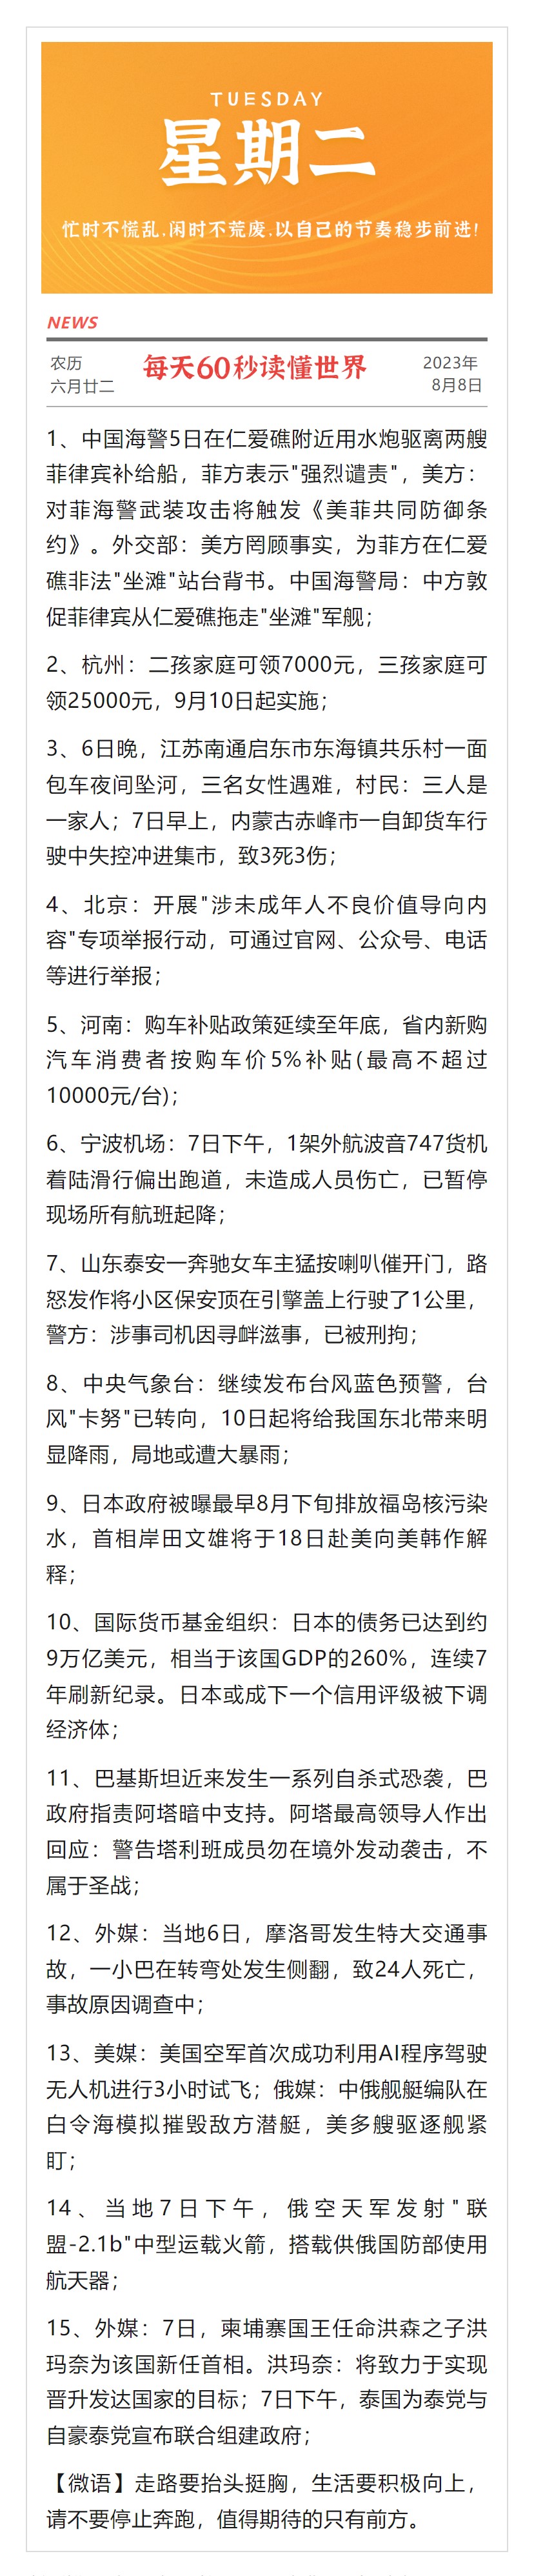 TUESDAY
星期二
忙时不慌乱.闲时不荒废.以自己的节奏稳步前进!
NEWS
农历
六月廿二
每天60秒读懂世界
2023年
8月8日
1、中国海警5日在仁爱礁附近用水炮驱离两艘
菲律宾补给船，菲方表示"强烈谴责"，美方：
对菲海警武装攻击将触发《美菲共同防御条
约》。外交部：美方罔顾事实，为菲方在仁爱
礁非法"坐滩"站台背书。中国海警局：中方敦
促菲律宾从仁爱礁拖走"坐滩"军舰；
2、杭州：二孩家庭可领7000元，三孩家庭可
领25000元，9月10日起实施；
3、6日晚，江苏南通启东市东海镇共乐村一面
包车夜间坠河，三名女性遇难，村民：三人是
一家人；7日早上，内蒙古赤峰市一自卸货车行
驶中失控冲进集市，致3死3伤；
4、北京：开展"涉未成年人不良价值导向内
容"专项举报行动，可通过官网、公众号、电话
等进行举报；
5、河南：购车补贴政策延续至年底，省内新购
汽车消费者按购车价5%补贴(最高不超过
10000元/台)；
6、宁波机场：7日下午，1架外航波音747货机
着陆滑行偏出跑道，未造成人员伤亡，已暂停
现场所有航班起降；
7、山东泰安一奔驰女车主猛按喇叭催开门，路
怒发作将小区保安顶在引擎盖上行驶了1公里，
警方：涉事司机因寻衅滋事，已被刑拘；
8、中央气象台：继续发布台风蓝色预警，台
风"卡努"已转向，10日起将给我国东北带来明
显降雨，局地或遭大暴雨；
9、日本政府被曝最早8月下旬排放福岛核污染
水，首相岸田文雄将于18日赴美向美韩作解
释；
10、国际货币基金组织：日本的债务已达到约
9万亿美元，相当于该国GDP的260%，连续7
年刷新纪录。日本或成下一个信用评级被下调
经济体；
11、巴基斯坦近来发生一系列自杀式恐袭，巴
政府指责阿塔暗中支持。阿塔最高领导人作出
回应：警告塔利班成员勿在境外发动袭击，不
属于圣战；
12、外媒：当地6日，摩洛哥发生特大交通事
故，一小巴在转弯处发生侧翻，致24人死亡，
事故原因调查中；
13、美媒：美国空军首次成功利用AI程序驾驶
无人机进行3小时试飞；俄媒：中俄舰艇编队在
白令海模拟摧毁敌方潜艇，美多艘驱逐舰紧
盯；
14、当地7日下午，俄空天军发射"联
盟-2.1b"中型运载火箭，搭载供俄国防部使用
航天器；
15、外媒：7日，柬埔寨国王任命洪森之子洪
玛奈为该国新任首相。洪玛奈：将致力于实现
晋升发达国家的目标；7日下午，泰国为泰党与
自豪泰党宣布联合组建政府；
【微语】走路要抬头挺胸，生活要积极向上，
请不要停止奔跑，值得期待的只有前方。